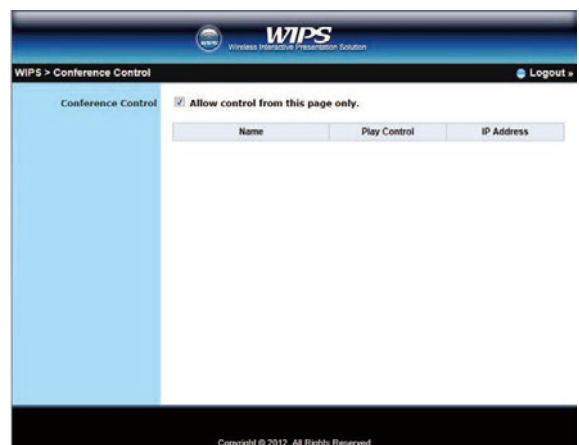 WIPS
Wireless Interactive Presentation Solution
WIPS > Conference Control
Logout »
Conference Control
Allow control from this page only.
Name Play Control IP Address
Copyright © 2012. All Rights Reserved